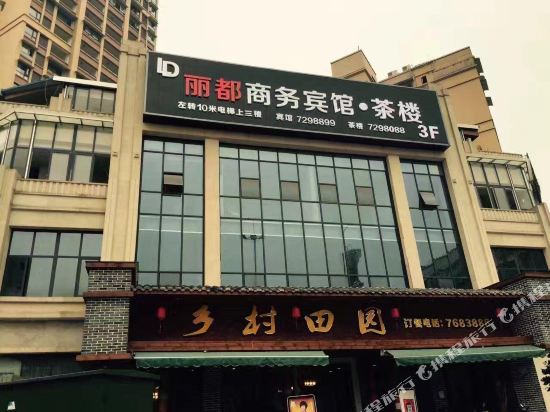 LD 丽都商务宾馆·茶楼
左转10米电梯上三楼 宾馆 7298899 茶楼 7298088 3F
乡村田园 订餐电话:7683888
携程旅行